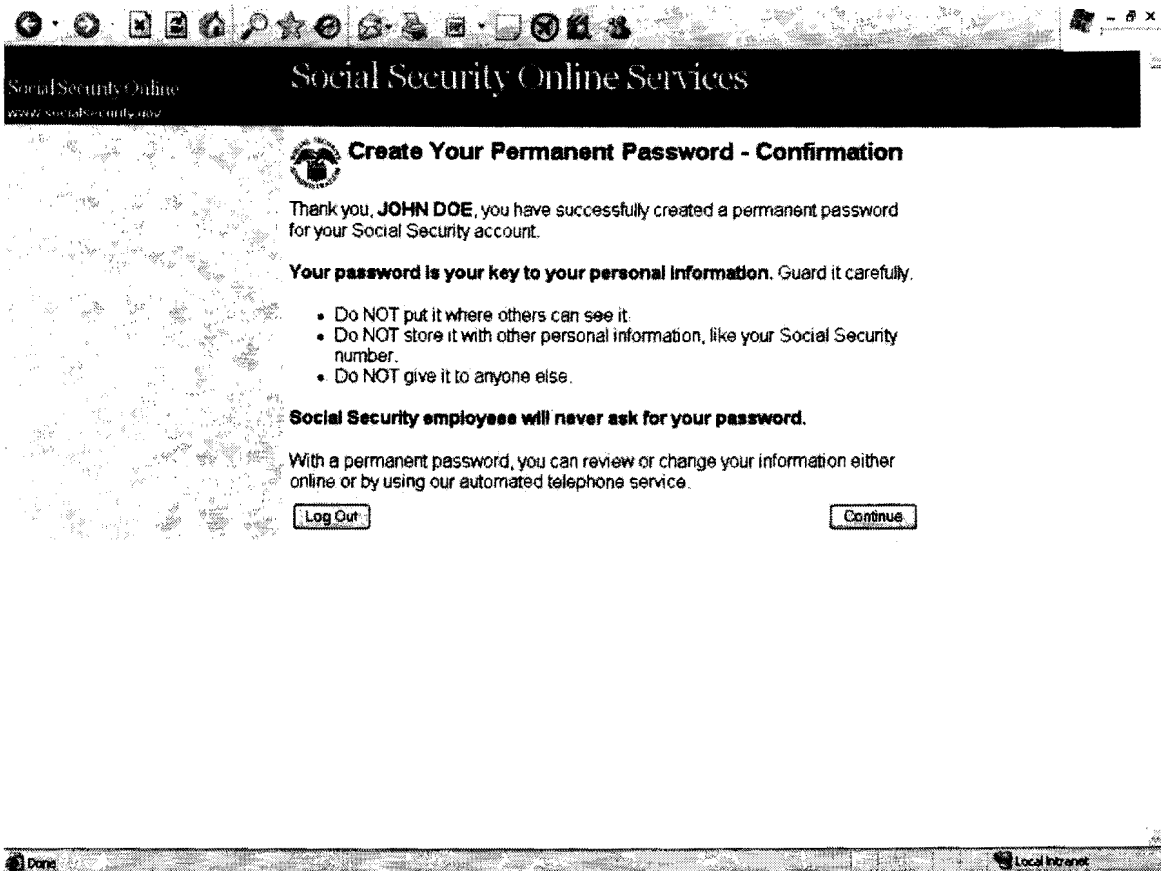 Social Security Online Services
Social Security Online
www.socialsecurity.gov
Create Your Permanent Password - Confirmation
Thank you, JOHN DOE, you have successfully created a permanent password
for your Social Security account.
Your password is your key to your personal information. Guard it carefully.
• Do NOT put it where others can see it.
• Do NOT store it with other personal information, like your Social Security
number.
• Do NOT give it to anyone else.
Social Security employees will never ask for your password.
With a permanent password, you can review or change your information either
online or by using our automated telephone service.
Log Out
Continue
Done
Local intranet